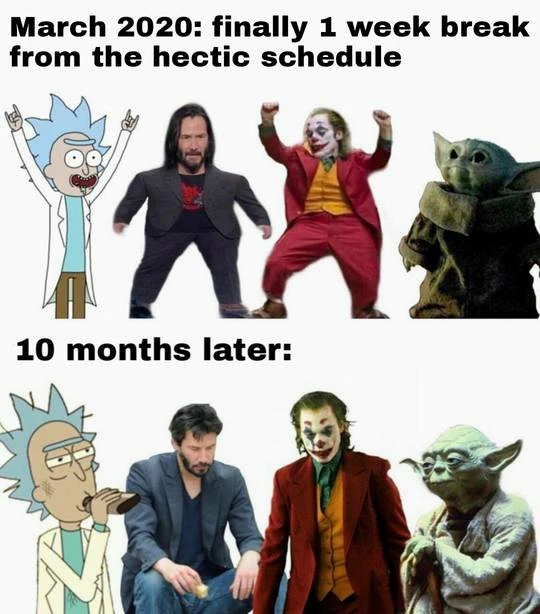 March 2020: finally 1 week break
from the hectic schedule
10 months later: